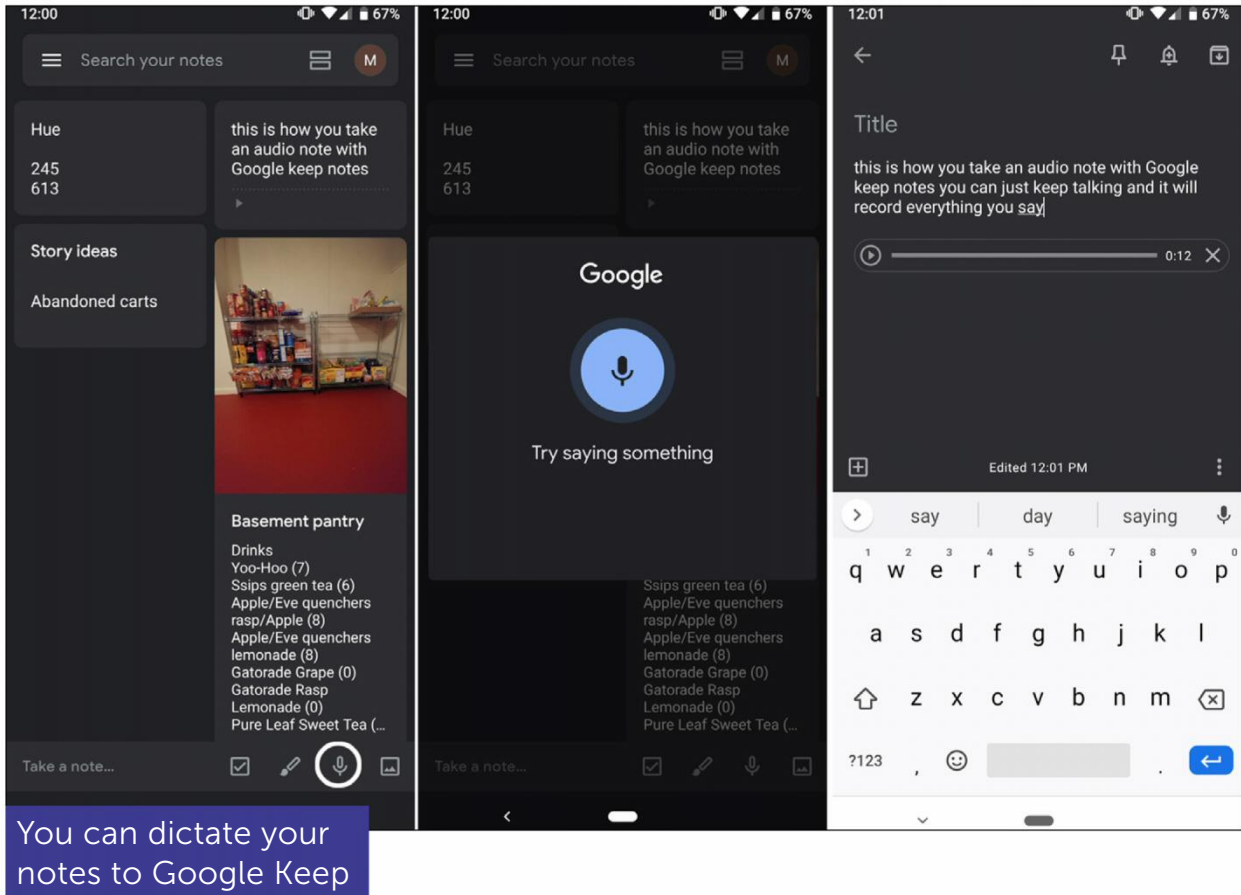 12:00
67%
Search your notes
M
Hue
245
613
Story ideas
Abandoned carts
this is how you take
an audio note with
Google keep notes
Basement pantry
Drinks
Yoo-Hoo (7)
Ssips green tea (6)
Apple/Eve quenchers
rasp/Apple (8)
Apple/Eve quenchers
lemonade (8)
Gatorade Grape (0)
Gatorade Rasp
Lemonade (0)
Pure Leaf Sweet Tea (...
Take a note...
12:00
67%
Search your notes
M
Hue
245
613
this is how you take
an audio note with
Google keep notes
Google
Try saying something
Ssips green tea (6)
Apple/Eve quenchers
rasp/Apple (8)
Apple/Eve quenchers
lemonade (8)
Gatorade Grape (0)
Gatorade Rasp
Lemonade (0)
Pure Leaf Sweet Tea (...
Take a note...
12:01
67%
Title
this is how you take an audio note with Google
keep notes you can just keep talking and it will
record everything you say
0:12
Edited 12:01 PM
say day saying
1 2 3 4 5 6 7 8 9 0
q w e r t y u i o p
a s d f g h j k l
z x c v b n m
?123 , .
You can dictate your
notes to Google Keep